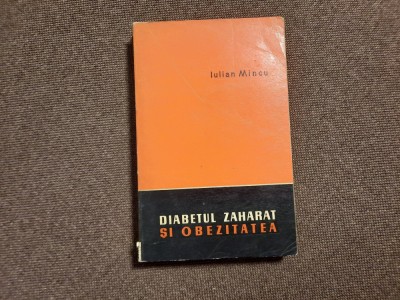 Iulian Mincu
DIABETUL ZAHARAT
ȘI OBEZITATEA